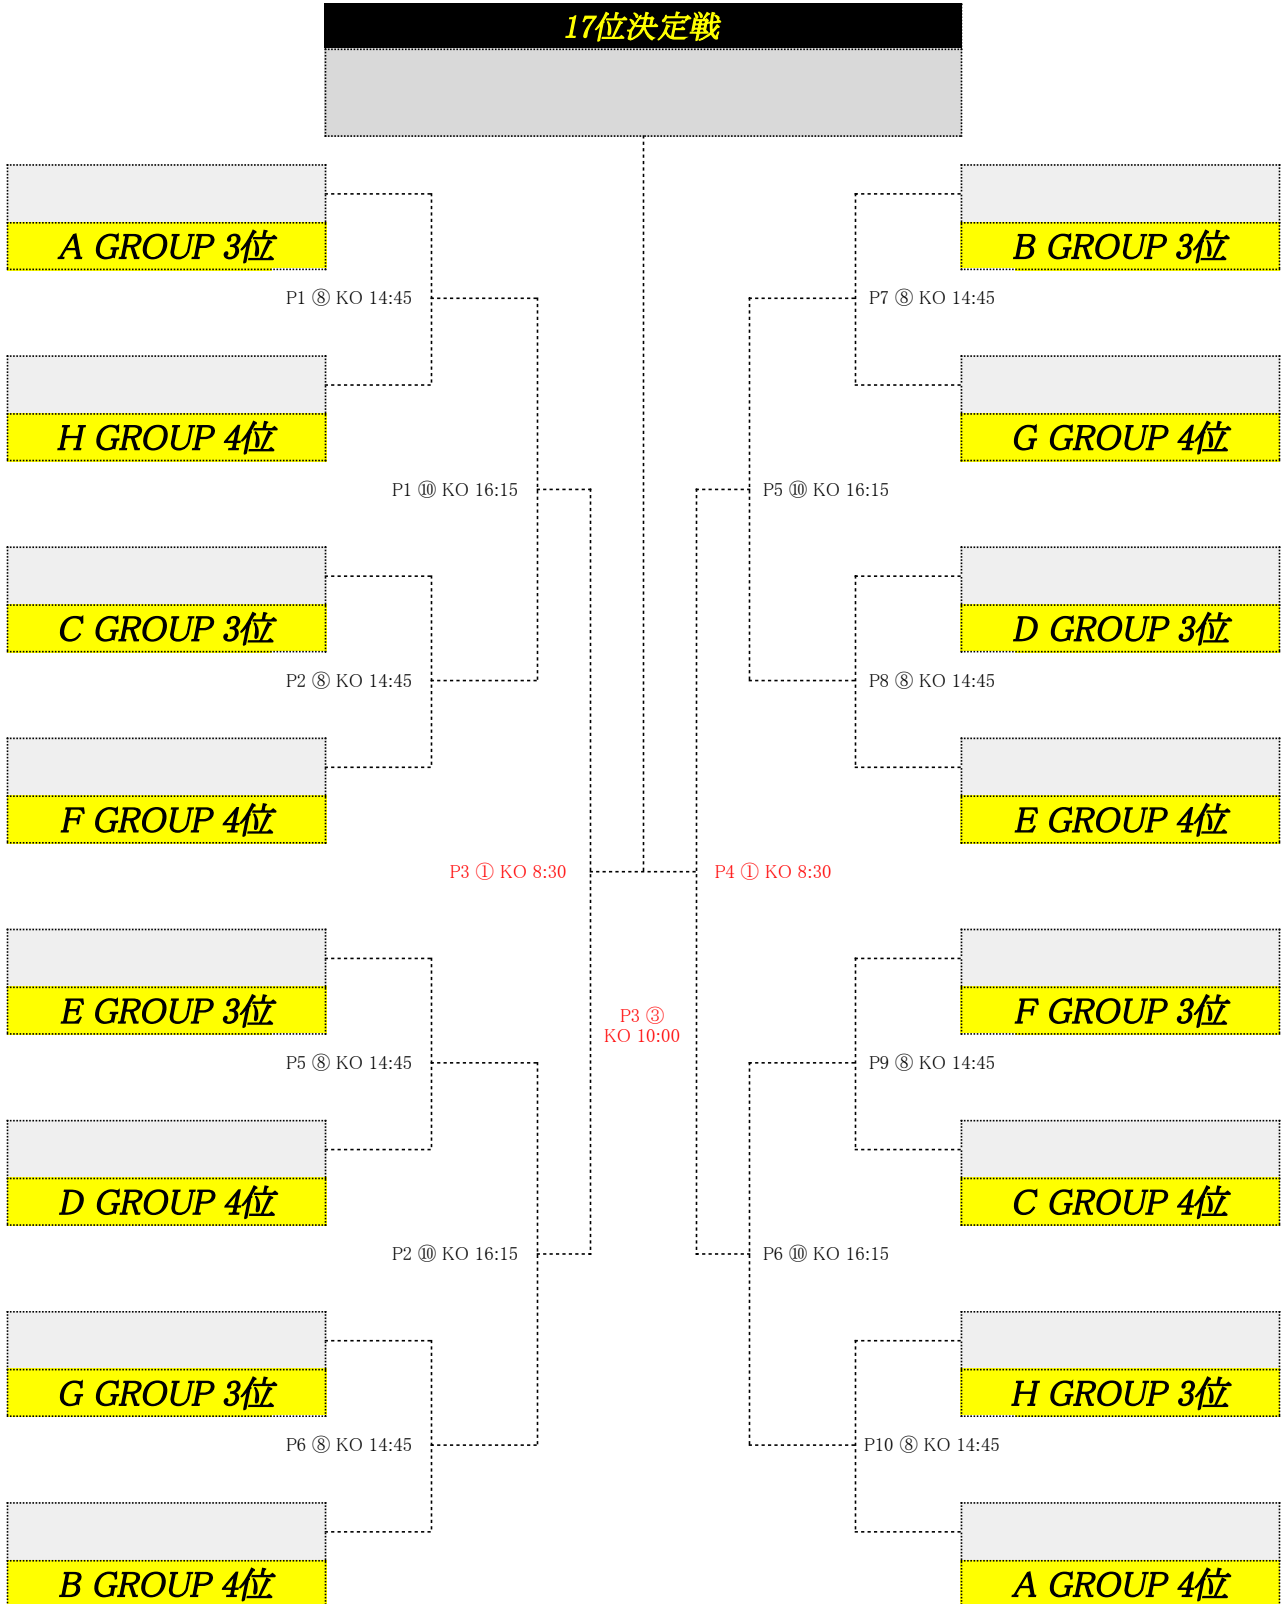 17位決定戦
A GROUP 3位
B GROUP 3位
P1 ⑧ KO 14:45
P7 ⑧ KO 14:45
H GROUP 4位
G GROUP 4位
P1 ⑩ KO 16:15
P5 ⑩ KO 16:15
C GROUP 3位
D GROUP 3位
P2 ⑧ KO 14:45
P8 ⑧ KO 14:45
F GROUP 4位
E GROUP 4位
P3 ① KO 8:30
P4 ① KO 8:30
E GROUP 3位
F GROUP 3位
P3 ③
KO 10:00
P5 ⑧ KO 14:45
P9 ⑧ KO 14:45
D GROUP 4位
C GROUP 4位
P2 ⑩ KO 16:15
P6 ⑩ KO 16:15
G GROUP 3位
H GROUP 3位
P6 ⑧ KO 14:45
P10 ⑧ KO 14:45
B GROUP 4位
A GROUP 4位